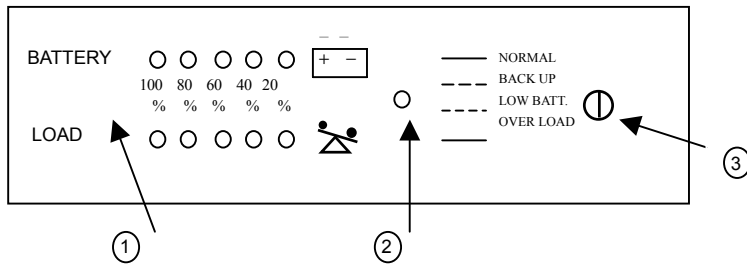 BATTERY
+ −
100 80 60 40 20
% % % % %
LOAD
NORMAL
BACK UP
LOW BATT.
OVER LOAD
1
2
3